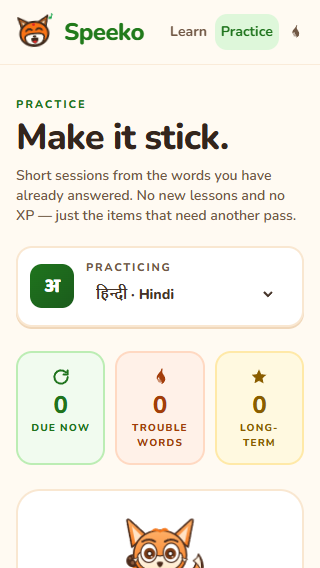 Speeko
Learn
Practice
PRACTICE
Make it stick.
Short sessions from the words you have
already answered. No new lessons and no
XP — just the items that need another pass.
अ
PRACTICING
हिन्दी · Hindi
0
DUE NOW
0
TROUBLE
WORDS
0
LONG-
TERM